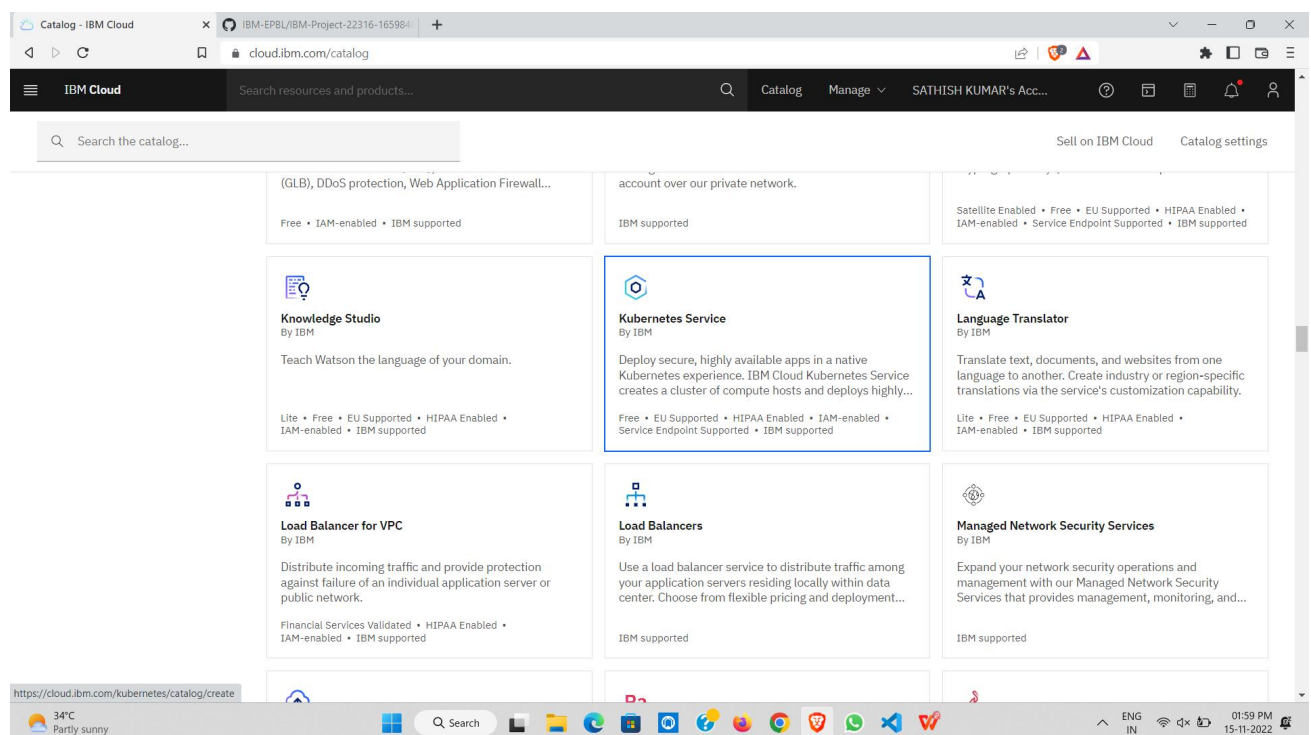 Catalog - IBM Cloud
IBM-EPBL/IBM-Project-22316-165984
cloud.ibm.com/catalog
IBM Cloud
Search resources and products...
Catalog
Manage
SATHISH KUMAR's Acc...
Search the catalog...
Sell on IBM Cloud
Catalog settings
(GLB), DDoS protection, Web Application Firewall...
Free • IAM-enabled • IBM supported
account over our private network.
IBM supported
Satellite Enabled • Free • EU Supported • HIPAA Enabled •
IAM-enabled • Service Endpoint Supported • IBM supported
Knowledge Studio
By IBM
Teach Watson the language of your domain.
Lite • Free • EU Supported • HIPAA Enabled •
IAM-enabled • IBM supported
Kubernetes Service
By IBM
Deploy secure, highly available apps in a native
Kubernetes experience. IBM Cloud Kubernetes Service
creates a cluster of compute hosts and deploys highly...
Free • EU Supported • HIPAA Enabled • IAM-enabled •
Service Endpoint Supported • IBM supported
Language Translator
By IBM
Translate text, documents, and websites from one
language to another. Create industry or region-specific
translations via the service's customization capability.
Lite • Free • EU Supported • HIPAA Enabled •
IAM-enabled • IBM supported
Load Balancer for VPC
By IBM
Distribute incoming traffic and provide protection
against failure of an individual application server or
public network.
Financial Services Validated • HIPAA Enabled •
IAM-enabled • IBM supported
Load Balancers
By IBM
Use a load balancer service to distribute traffic among
your application servers residing locally within data
center. Choose from flexible pricing and deployment...
IBM supported
Managed Network Security Services
By IBM
Expand your network security operations and
management with our Managed Network Security
Services that provides management, monitoring, and...
IBM supported
https://cloud.ibm.com/kubernetes/catalog/create
34°C
Partly sunny
Search
ENG
IN
01:59 PM
15-11-2022